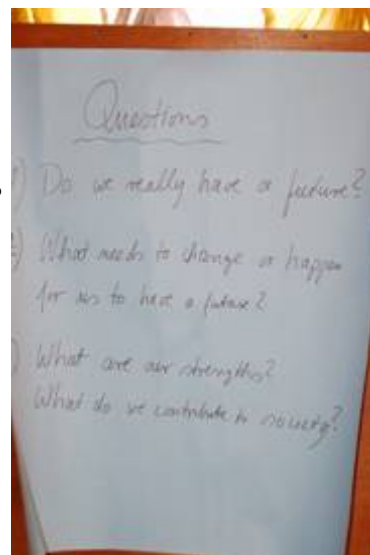 Questions
1) Do we really have a future?
2) What needs to change or happen
for us to have a future?
) What are our strengths?
What do we contribute to society?